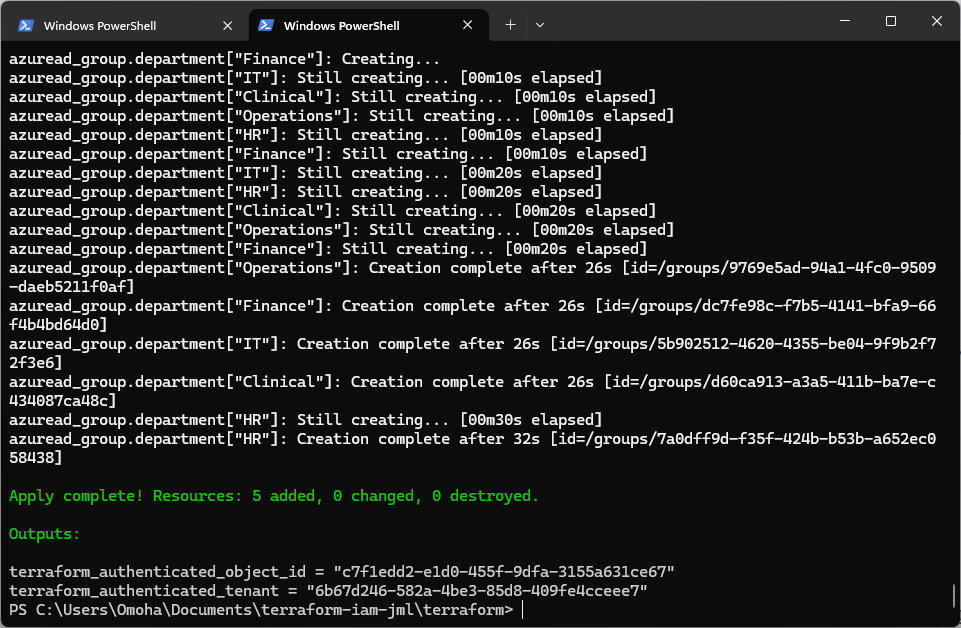 Windows PowerShell
Windows PowerShell
azuread_group.department["Finance"]: Creating...
azuread_group.department["IT"]: Still creating... [00m10s elapsed]
azuread_group.department["Clinical"]: Still creating... [00m10s elapsed]
azuread_group.department["Operations"]: Still creating... [00m10s elapsed]
azuread_group.department["HR"]: Still creating... [00m10s elapsed]
azuread_group.department["Finance"]: Still creating... [00m10s elapsed]
azuread_group.department["IT"]: Still creating... [00m20s elapsed]
azuread_group.department["HR"]: Still creating... [00m20s elapsed]
azuread_group.department["Clinical"]: Still creating... [00m20s elapsed]
azuread_group.department["Operations"]: Still creating... [00m20s elapsed]
azuread_group.department["Finance"]: Still creating... [00m20s elapsed]
azuread_group.department["Operations"]: Creation complete after 26s [id=/groups/9769e5ad-94a1-4fc0-9509
-daeb5211f0af]
azuread_group.department["Finance"]: Creation complete after 26s [id=/groups/dc7fe98c-f7b5-4141-bfa9-66
f4b4bd64d0]
azuread_group.department["IT"]: Creation complete after 26s [id=/groups/5b902512-4620-4355-be04-9f9b2f7
2f3e6]
azuread_group.department["Clinical"]: Creation complete after 26s [id=/groups/d60ca913-a3a5-411b-ba7e-c
434087ca48c]
azuread_group.department["HR"]: Still creating... [00m30s elapsed]
azuread_group.department["HR"]: Creation complete after 32s [id=/groups/7a0dff9d-f35f-424b-b53b-a652ec0
58438]
Apply complete! Resources: 5 added, 0 changed, 0 destroyed.
Outputs:
terraform_authenticated_object_id = "c7f1edd2-e1d0-455f-9dfa-3155a631ce67"
terraform_authenticated_tenant = "6b67d246-582a-4be3-85d8-409fe4cceee7"
PS C:\Users\Omoha\Documents\terraform-iam-jml\terraform>